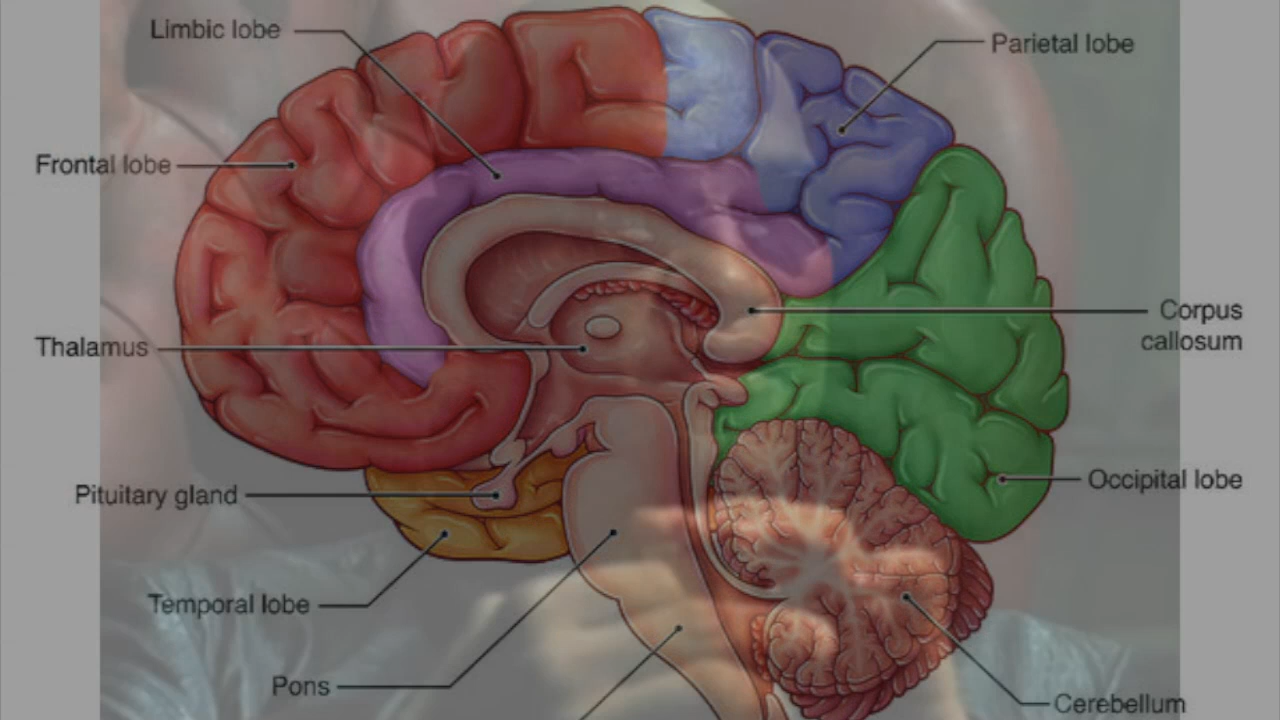 Limbic lobe
Parietal lobe
Frontal lobe
Corpus
callosum
Thalamus
Occipital lobe
Pituitary gland
Temporal lobe
Pons
Cerebellum